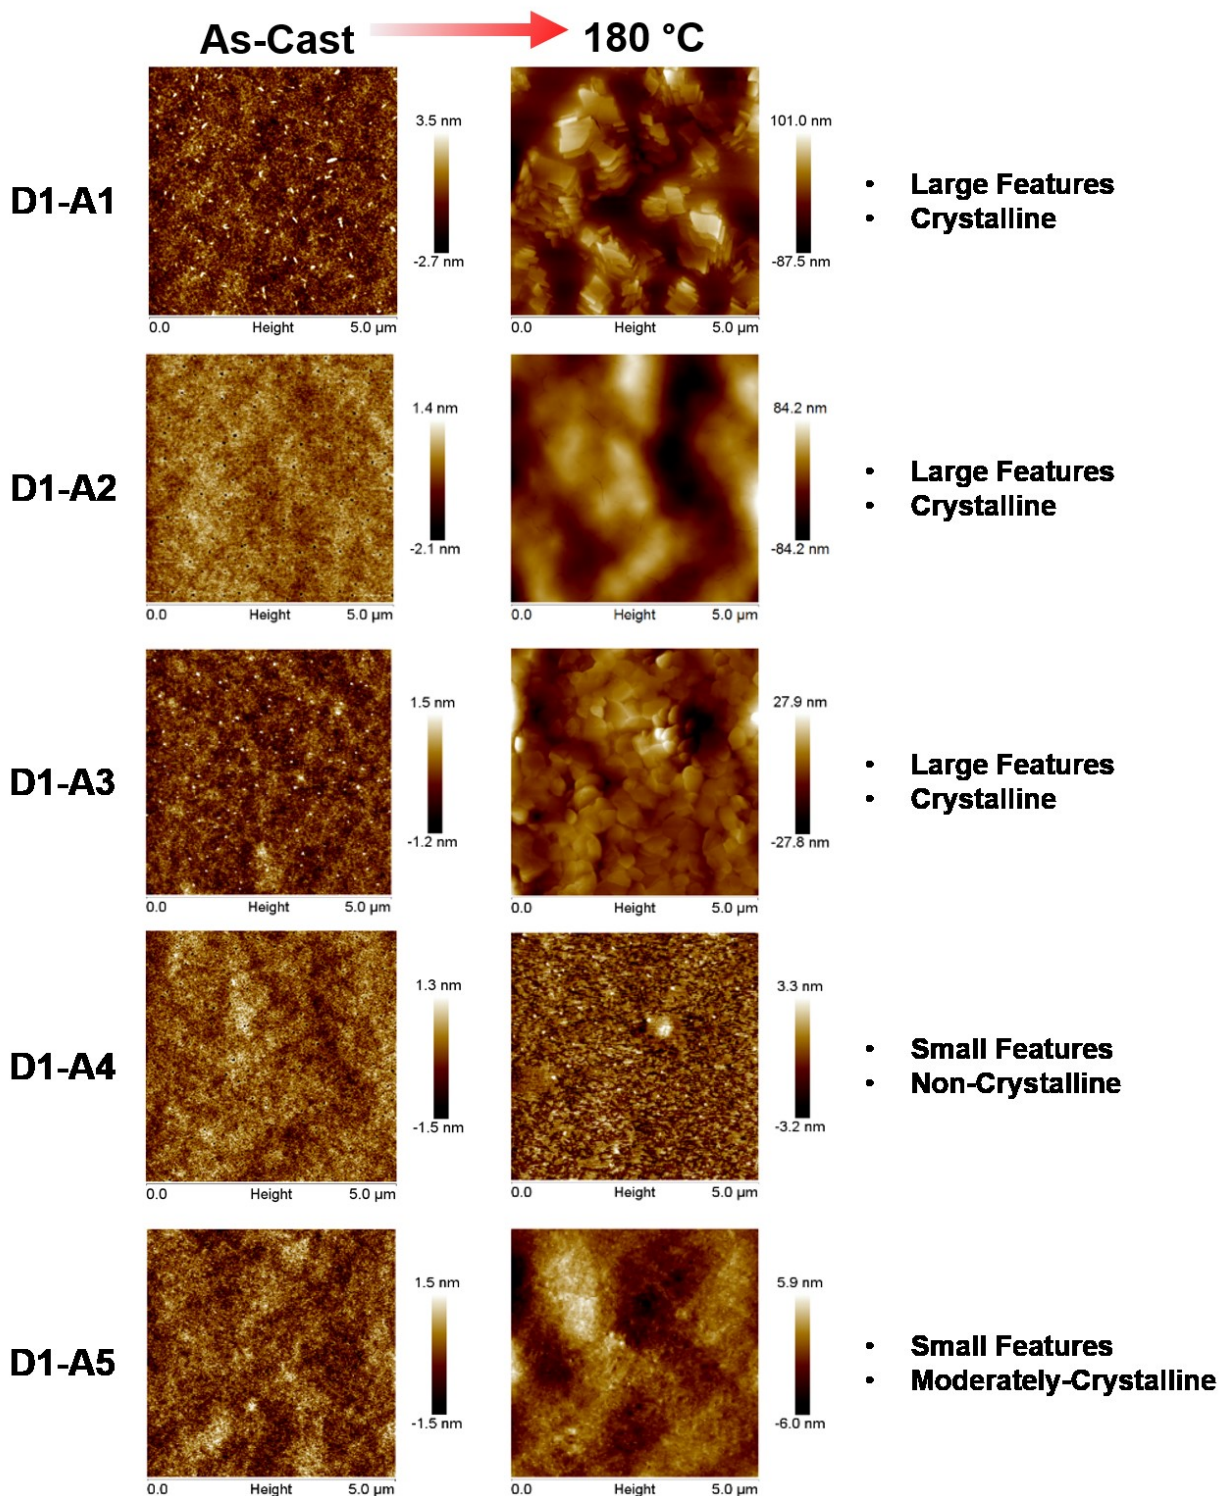 As-Cast 180 °C
D1-A1
3.5 nm
-2.7 nm
0.0 Height 5.0 µm
101.0 nm
-87.5 nm
0.0 Height 5.0 µm
• Large Features
• Crystalline
D1-A2
1.4 nm
-2.1 nm
0.0 Height 5.0 µm
84.2 nm
-84.2 nm
0.0 Height 5.0 µm
• Large Features
• Crystalline
D1-A3
1.5 nm
-1.2 nm
0.0 Height 5.0 µm
27.9 nm
-27.8 nm
0.0 Height 5.0 µm
• Large Features
• Crystalline
D1-A4
1.3 nm
-1.5 nm
0.0 Height 5.0 µm
3.3 nm
-3.2 nm
0.0 Height 5.0 µm
• Small Features
• Non-Crystalline
D1-A5
1.5 nm
-1.5 nm
0.0 Height 5.0 µm
5.9 nm
-6.0 nm
0.0 Height 5.0 µm
• Small Features
• Moderately-Crystalline